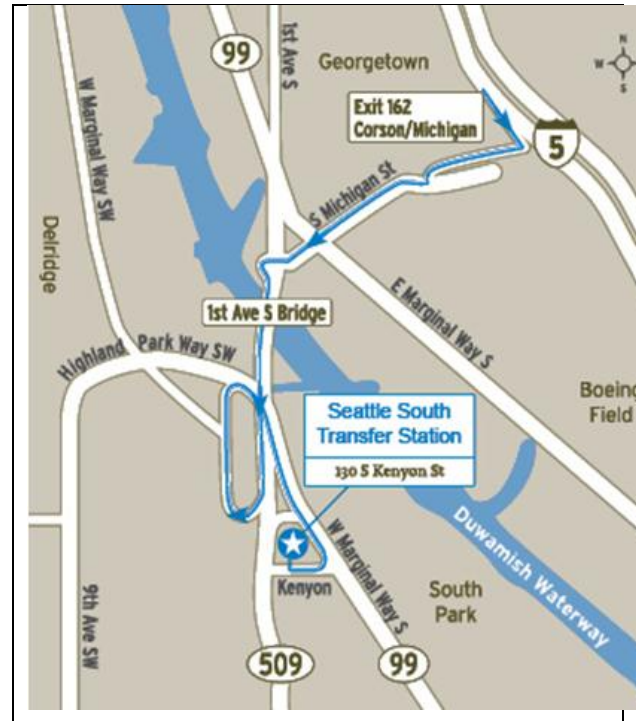 99
1st Ave S
Georgetown
N
W
S
Exit 162
Corson/Michigan
5
W Marginal Way SW
S Michigan St
Delridge
1st Ave S Bridge
E Marginal Way S
Highland Park Way SW
Boeing
Field
Seattle South
Transfer Station
130 S Kenyon St
W Marginal Way S
Duwamish Waterway
Kenyon
South
Park
9th Ave SW
509
99